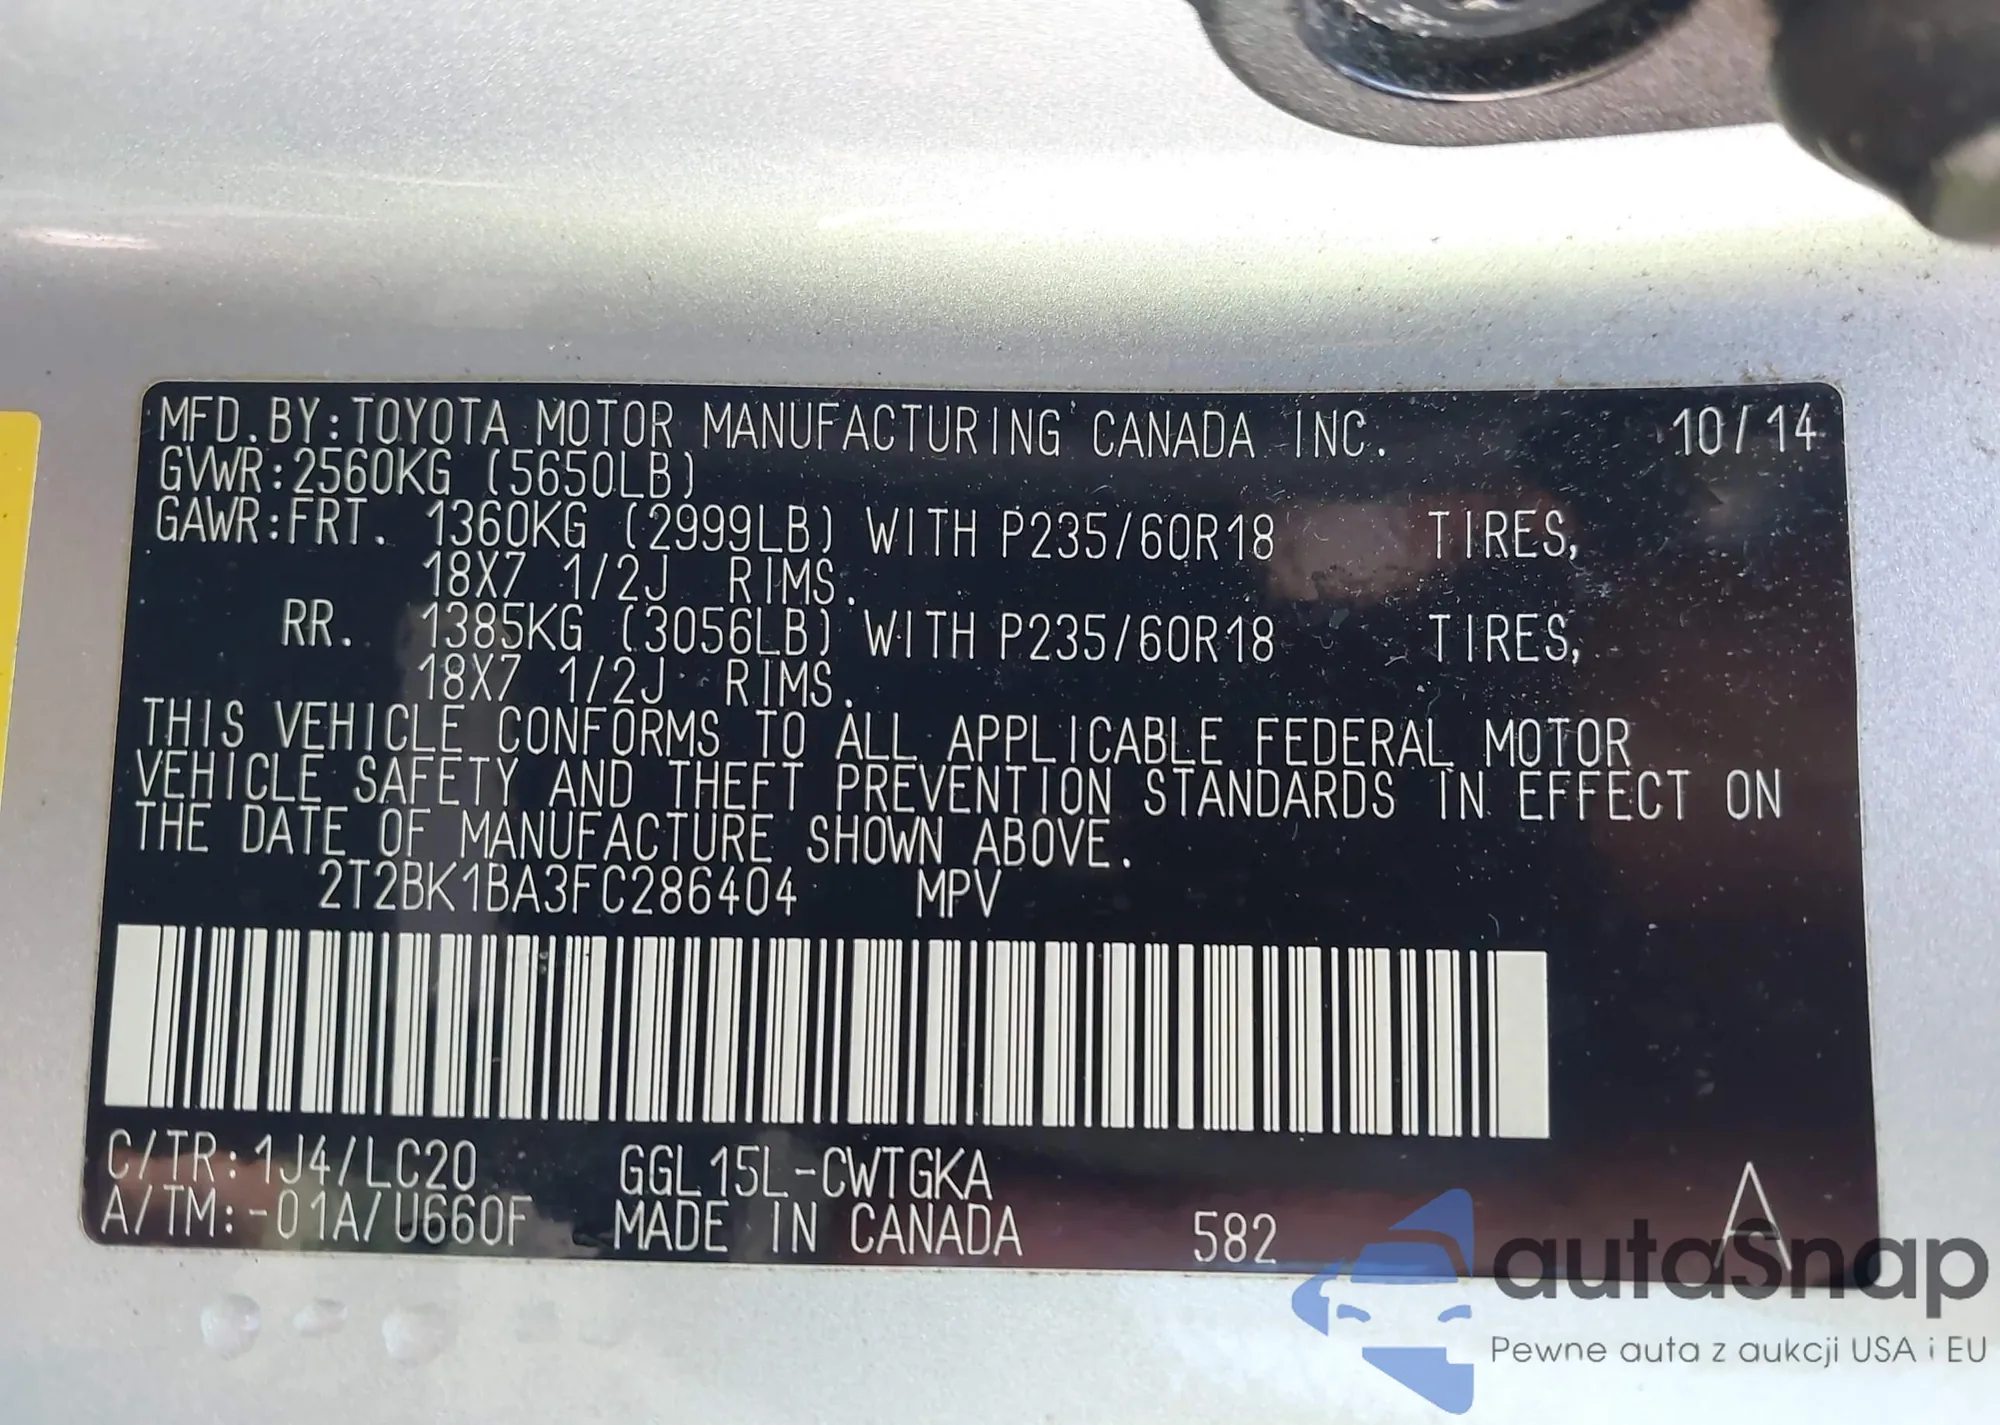 MFD. BY: TOYOTA MOTOR MANUFACTURING CANADA INC. 10/14
GVWR: 2560KG (5650LB)
GAWR: FRT. 1360KG (2999LB) WITH P235/60R18 TIRES,
18X7 1/2J RIMS.
RR. 1385KG (3056LB) WITH P235/60R18 TIRES,
18X7 1/2J RIMS.
THIS VEHICLE CONFORMS TO ALL APPLICABLE FEDERAL MOTOR
VEHICLE SAFETY AND THEFT PREVENTION STANDARDS IN EFFECT ON
THE DATE OF MANUFACTURE SHOWN ABOVE.
2T2BK1BA3FC286404 MPV
C/TR: 1J4/LC20 GGL15L-CWTGKA
A/TM: -01A/U660F MADE IN CANADA 582 A
autoSnap
Pewne auta z aukcji USA i EU